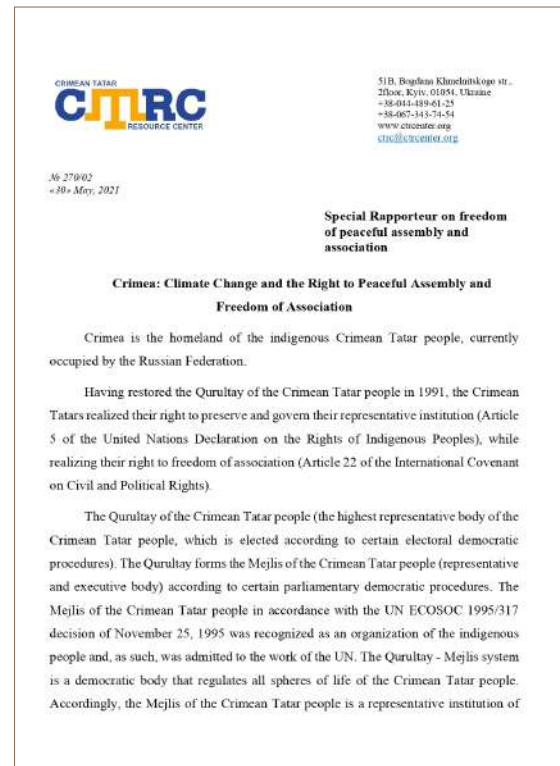 CRIMEAN TATAR
CTRC
RESOURCE CENTER
51B, Bogdana Khmelnitskogo str.,
2floor, Kyiv, 01054, Ukraine
+38-044-489-61-25
+38-067-343-74-54
www.ctrcenter.org
ctrc@ctrcenter.org
№ 270/02
«30» May, 2021
Special Rapporteur on freedom
of peaceful assembly and
association
Crimea: Climate Change and the Right to Peaceful Assembly and
Freedom of Association
Crimea is the homeland of the indigenous Crimean Tatar people, currently
occupied by the Russian Federation.
Having restored the Qurultay of the Crimean Tatar people in 1991, the Crimean
Tatars realized their right to preserve and govern their representative institution (Article
5 of the United Nations Declaration on the Rights of Indigenous Peoples), while
realizing their right to freedom of association (Article 22 of the International Covenant
on Civil and Political Rights).
The Qurultay of the Crimean Tatar people (the highest representative body of the
Crimean Tatar people, which is elected according to certain electoral democratic
procedures). The Qurultay forms the Mejlis of the Crimean Tatar people (representative
and executive body) according to certain parliamentary democratic procedures. The
Mejlis of the Crimean Tatar people in accordance with the UN ECOSOC 1995/317
decision of November 25, 1995 was recognized as an organization of the indigenous
people and, as such, was admitted to the work of the UN. The Qurultay - Mejlis system
is a democratic body that regulates all spheres of life of the Crimean Tatar people.
Accordingly, the Mejlis of the Crimean Tatar people is a representative institution of